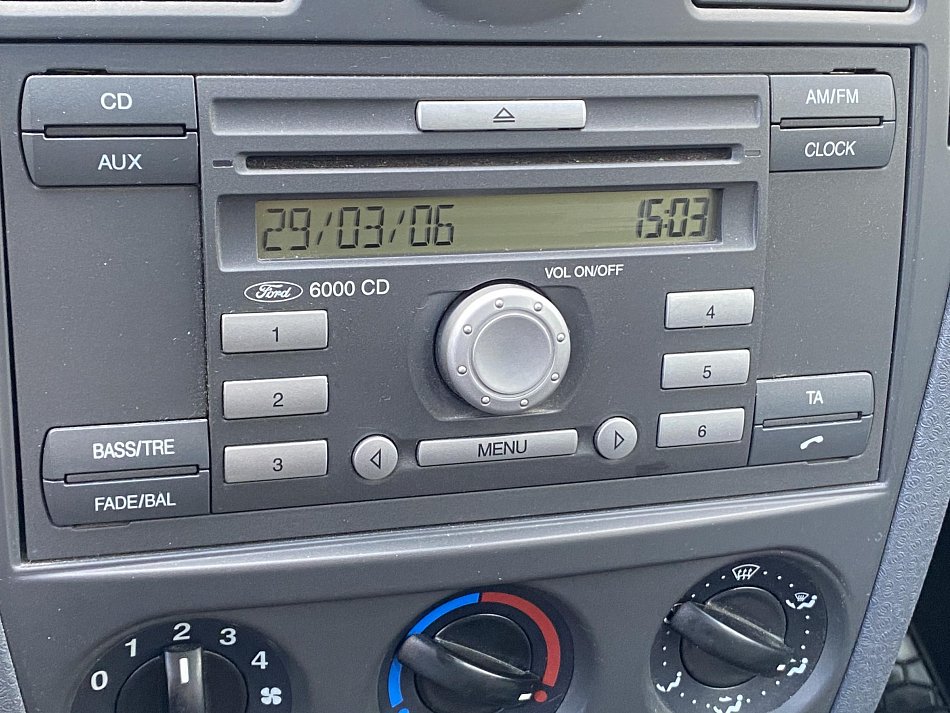 CD
AM/FM
AUX
CLOCK
29/03/06 15:03
VOL ON/OFF
Ford 6000 CD
1
4
2
5
TA
3
MENU
6
BASS/TRE
FADE/BAL
0 1 2 3 4